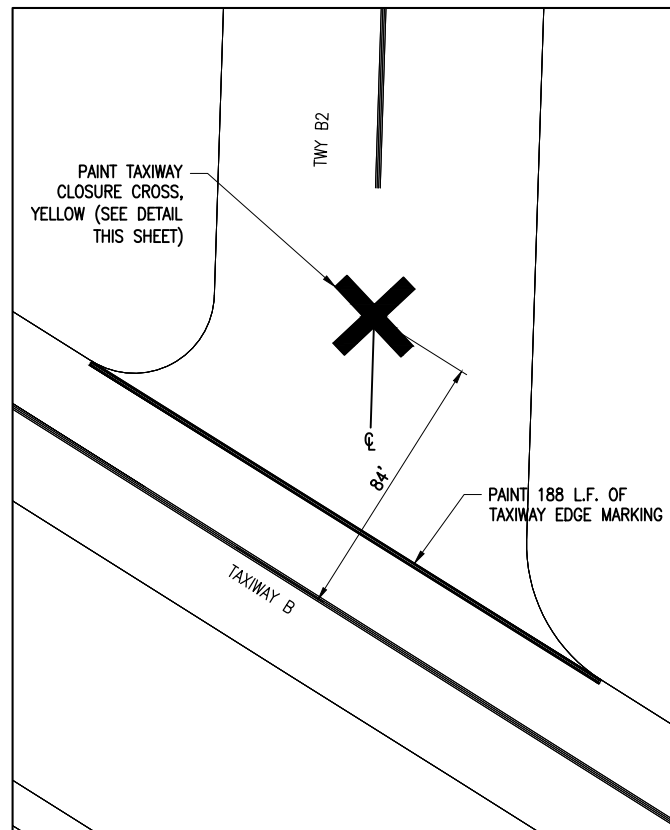 TWY B2
PAINT TAXIWAY
CLOSURE CROSS,
YELLOW (SEE DETAIL
THIS SHEET)
℄
84'
PAINT 188 L.F. OF
TAXIWAY EDGE MARKING
TAXIWAY B